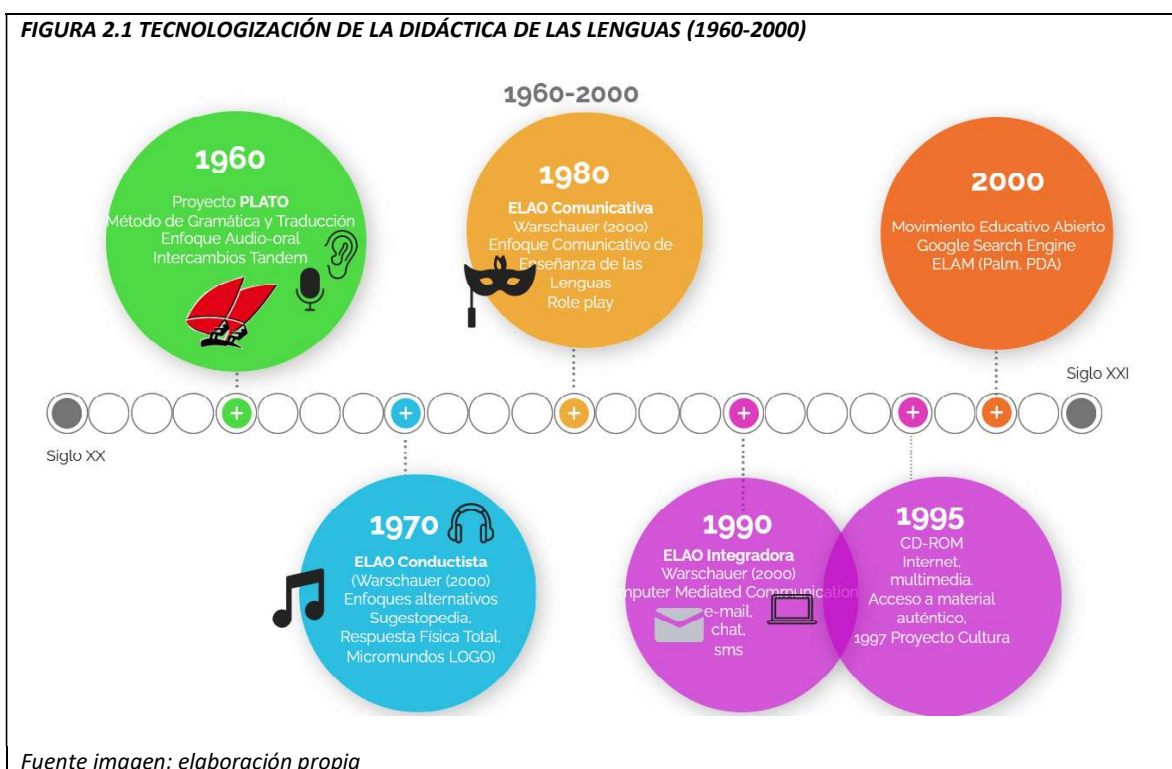 FIGURA 2.1 TECNOLOGIZACIÓN DE LA DIDÁCTICA DE LAS LENGUAS (1960-2000)
1960-2000
1960
Proyecto PLATO
Método de Gramática y Traducción
Enfoque Audio-oral
Intercambios Tandem
1980
ELAO Comunicativa
Warschauer (2000)
Enfoque Comunicativo de
Enseñanza de las
Lenguas
Role play
2000
Movimiento Educativo Abierto
Google Search Engine
ELAM (Palm, PDA)
Siglo XXI
Siglo XX
1970
ELAO Conductista
(Warschauer (2000)
Enfoques alternativos
Sugestopedia,
Respuesta Física Total,
Micromundos LOGO)
1990
ELAO Integradora
Warschauer (2000)
omputer Mediated Communication
e-mail,
chat,
sms
1995
CD-ROM
Internet,
multimedia.
Acceso a material
auténtico,
1997 Proyecto Cultura
Fuente imagen: elaboración propia